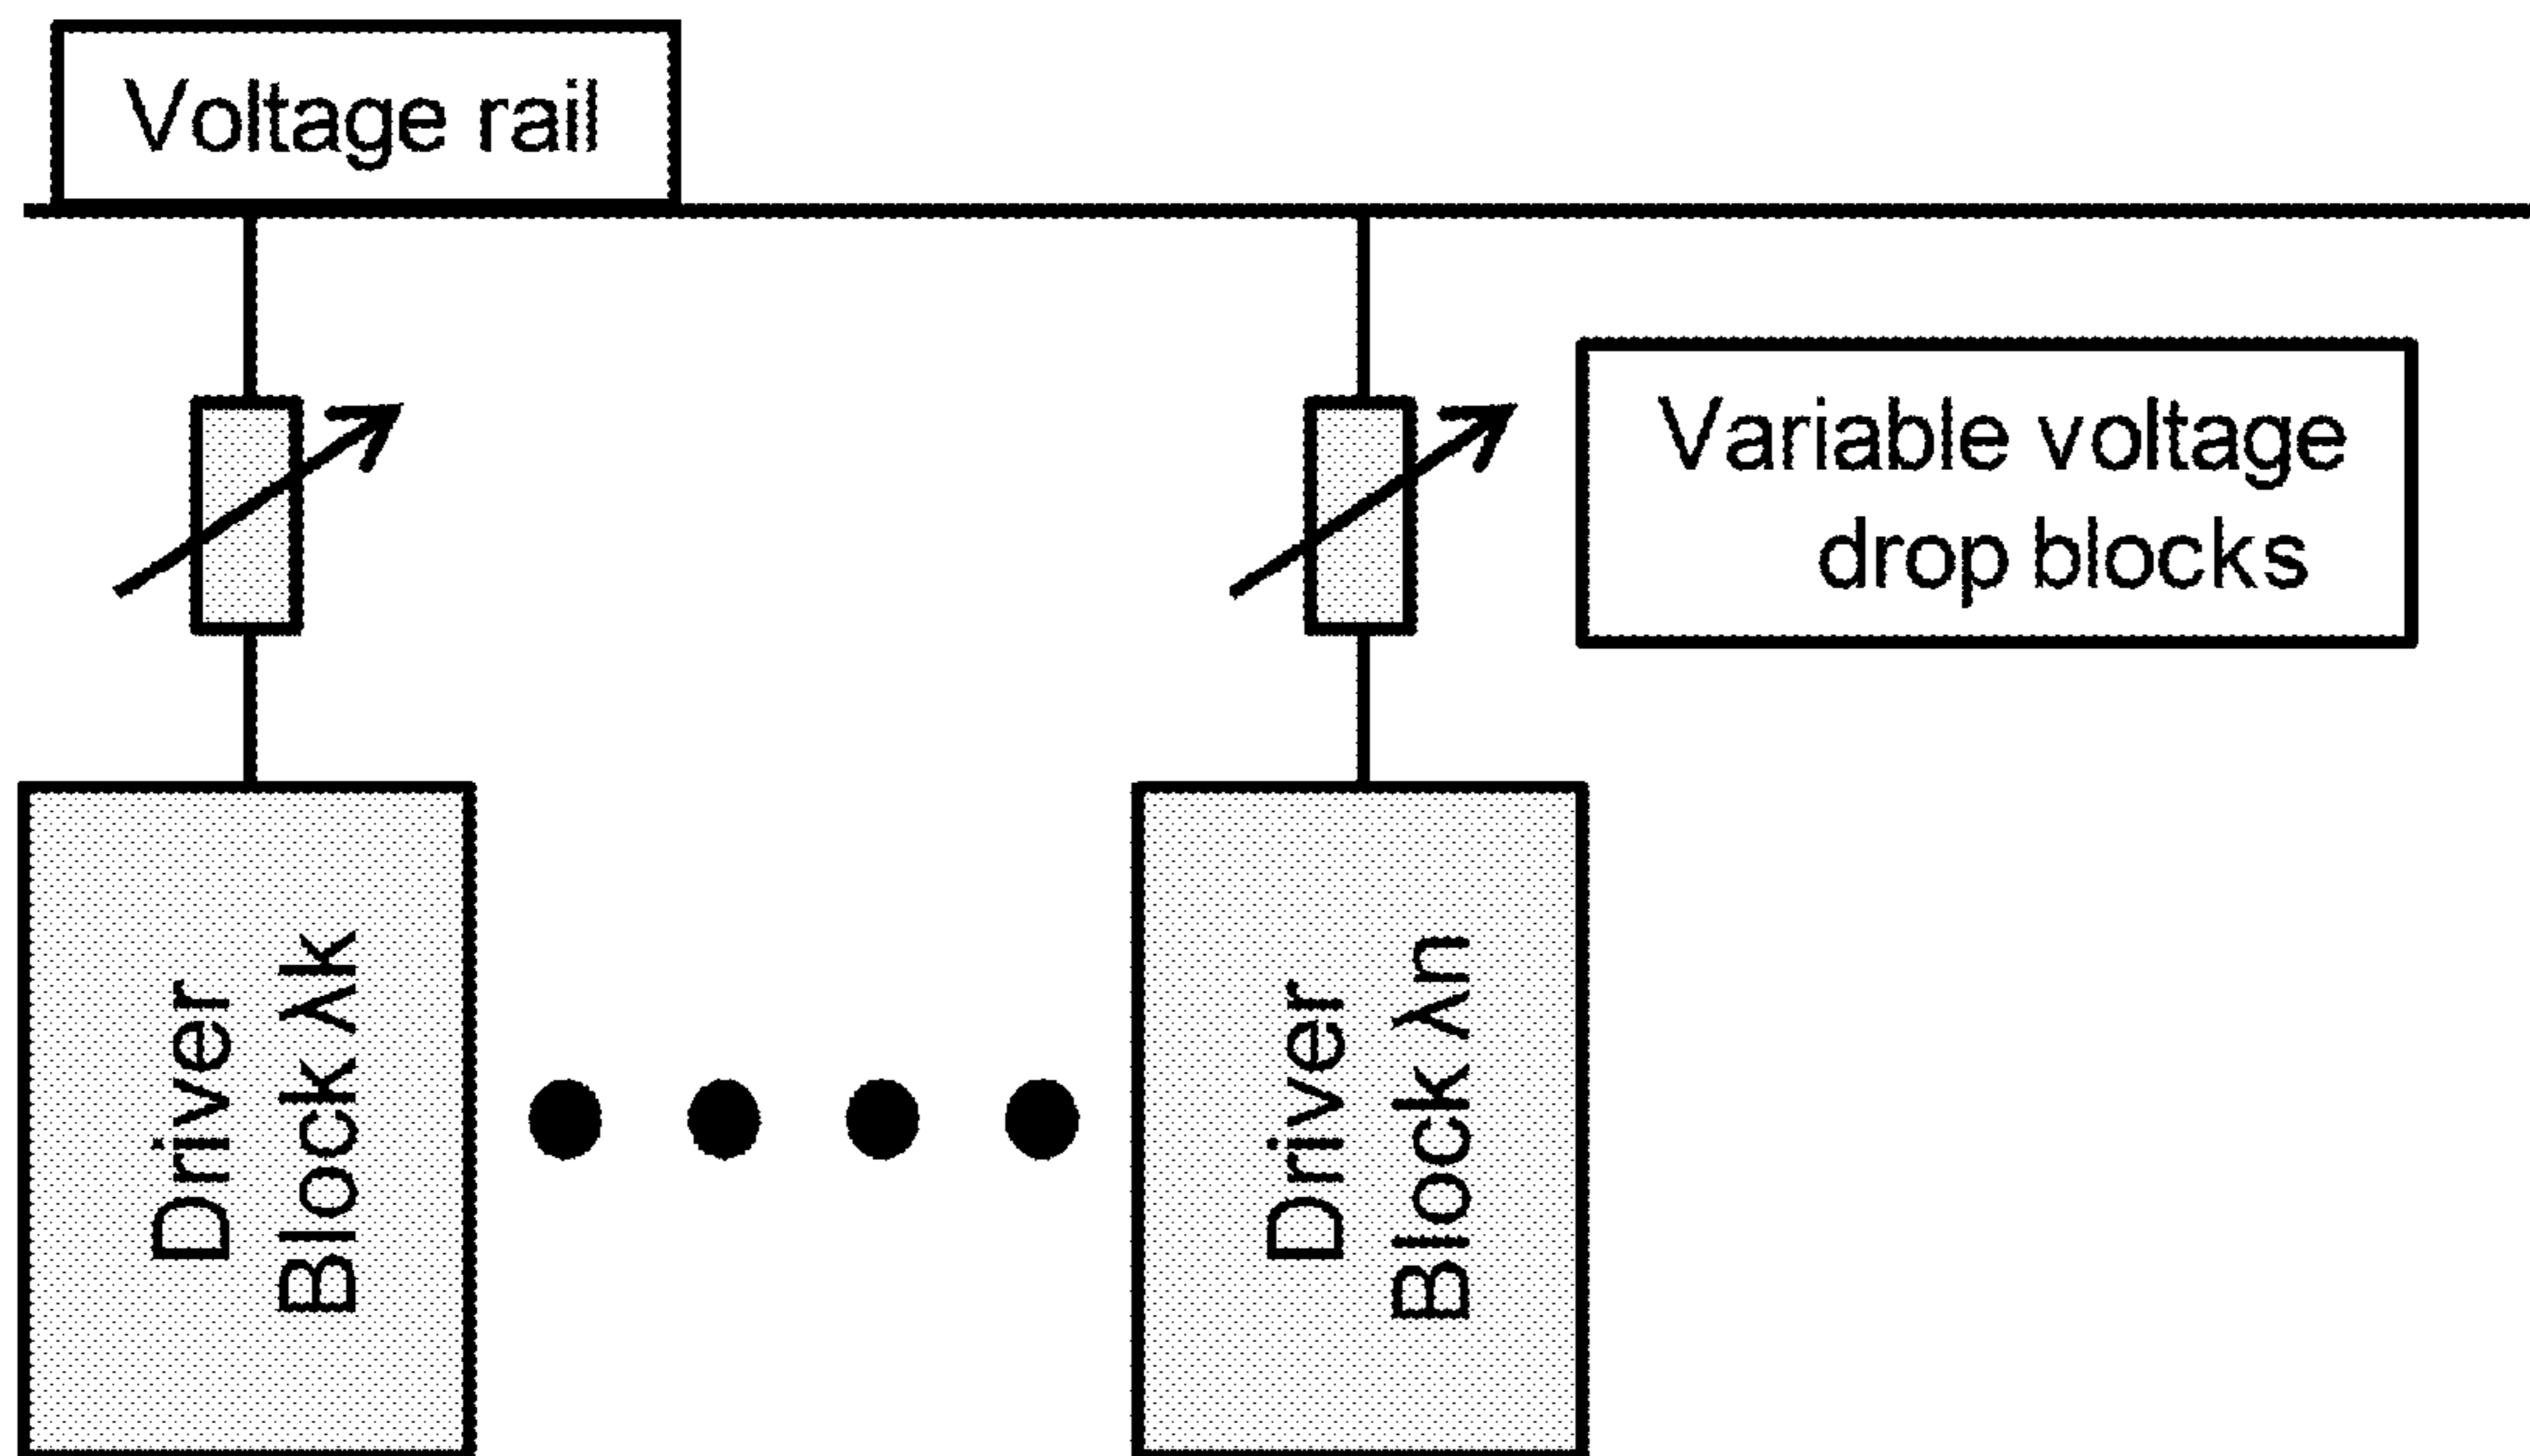 Voltage rail
Variable voltage
drop blocks
Driver
Block λk
Driver
Block λn